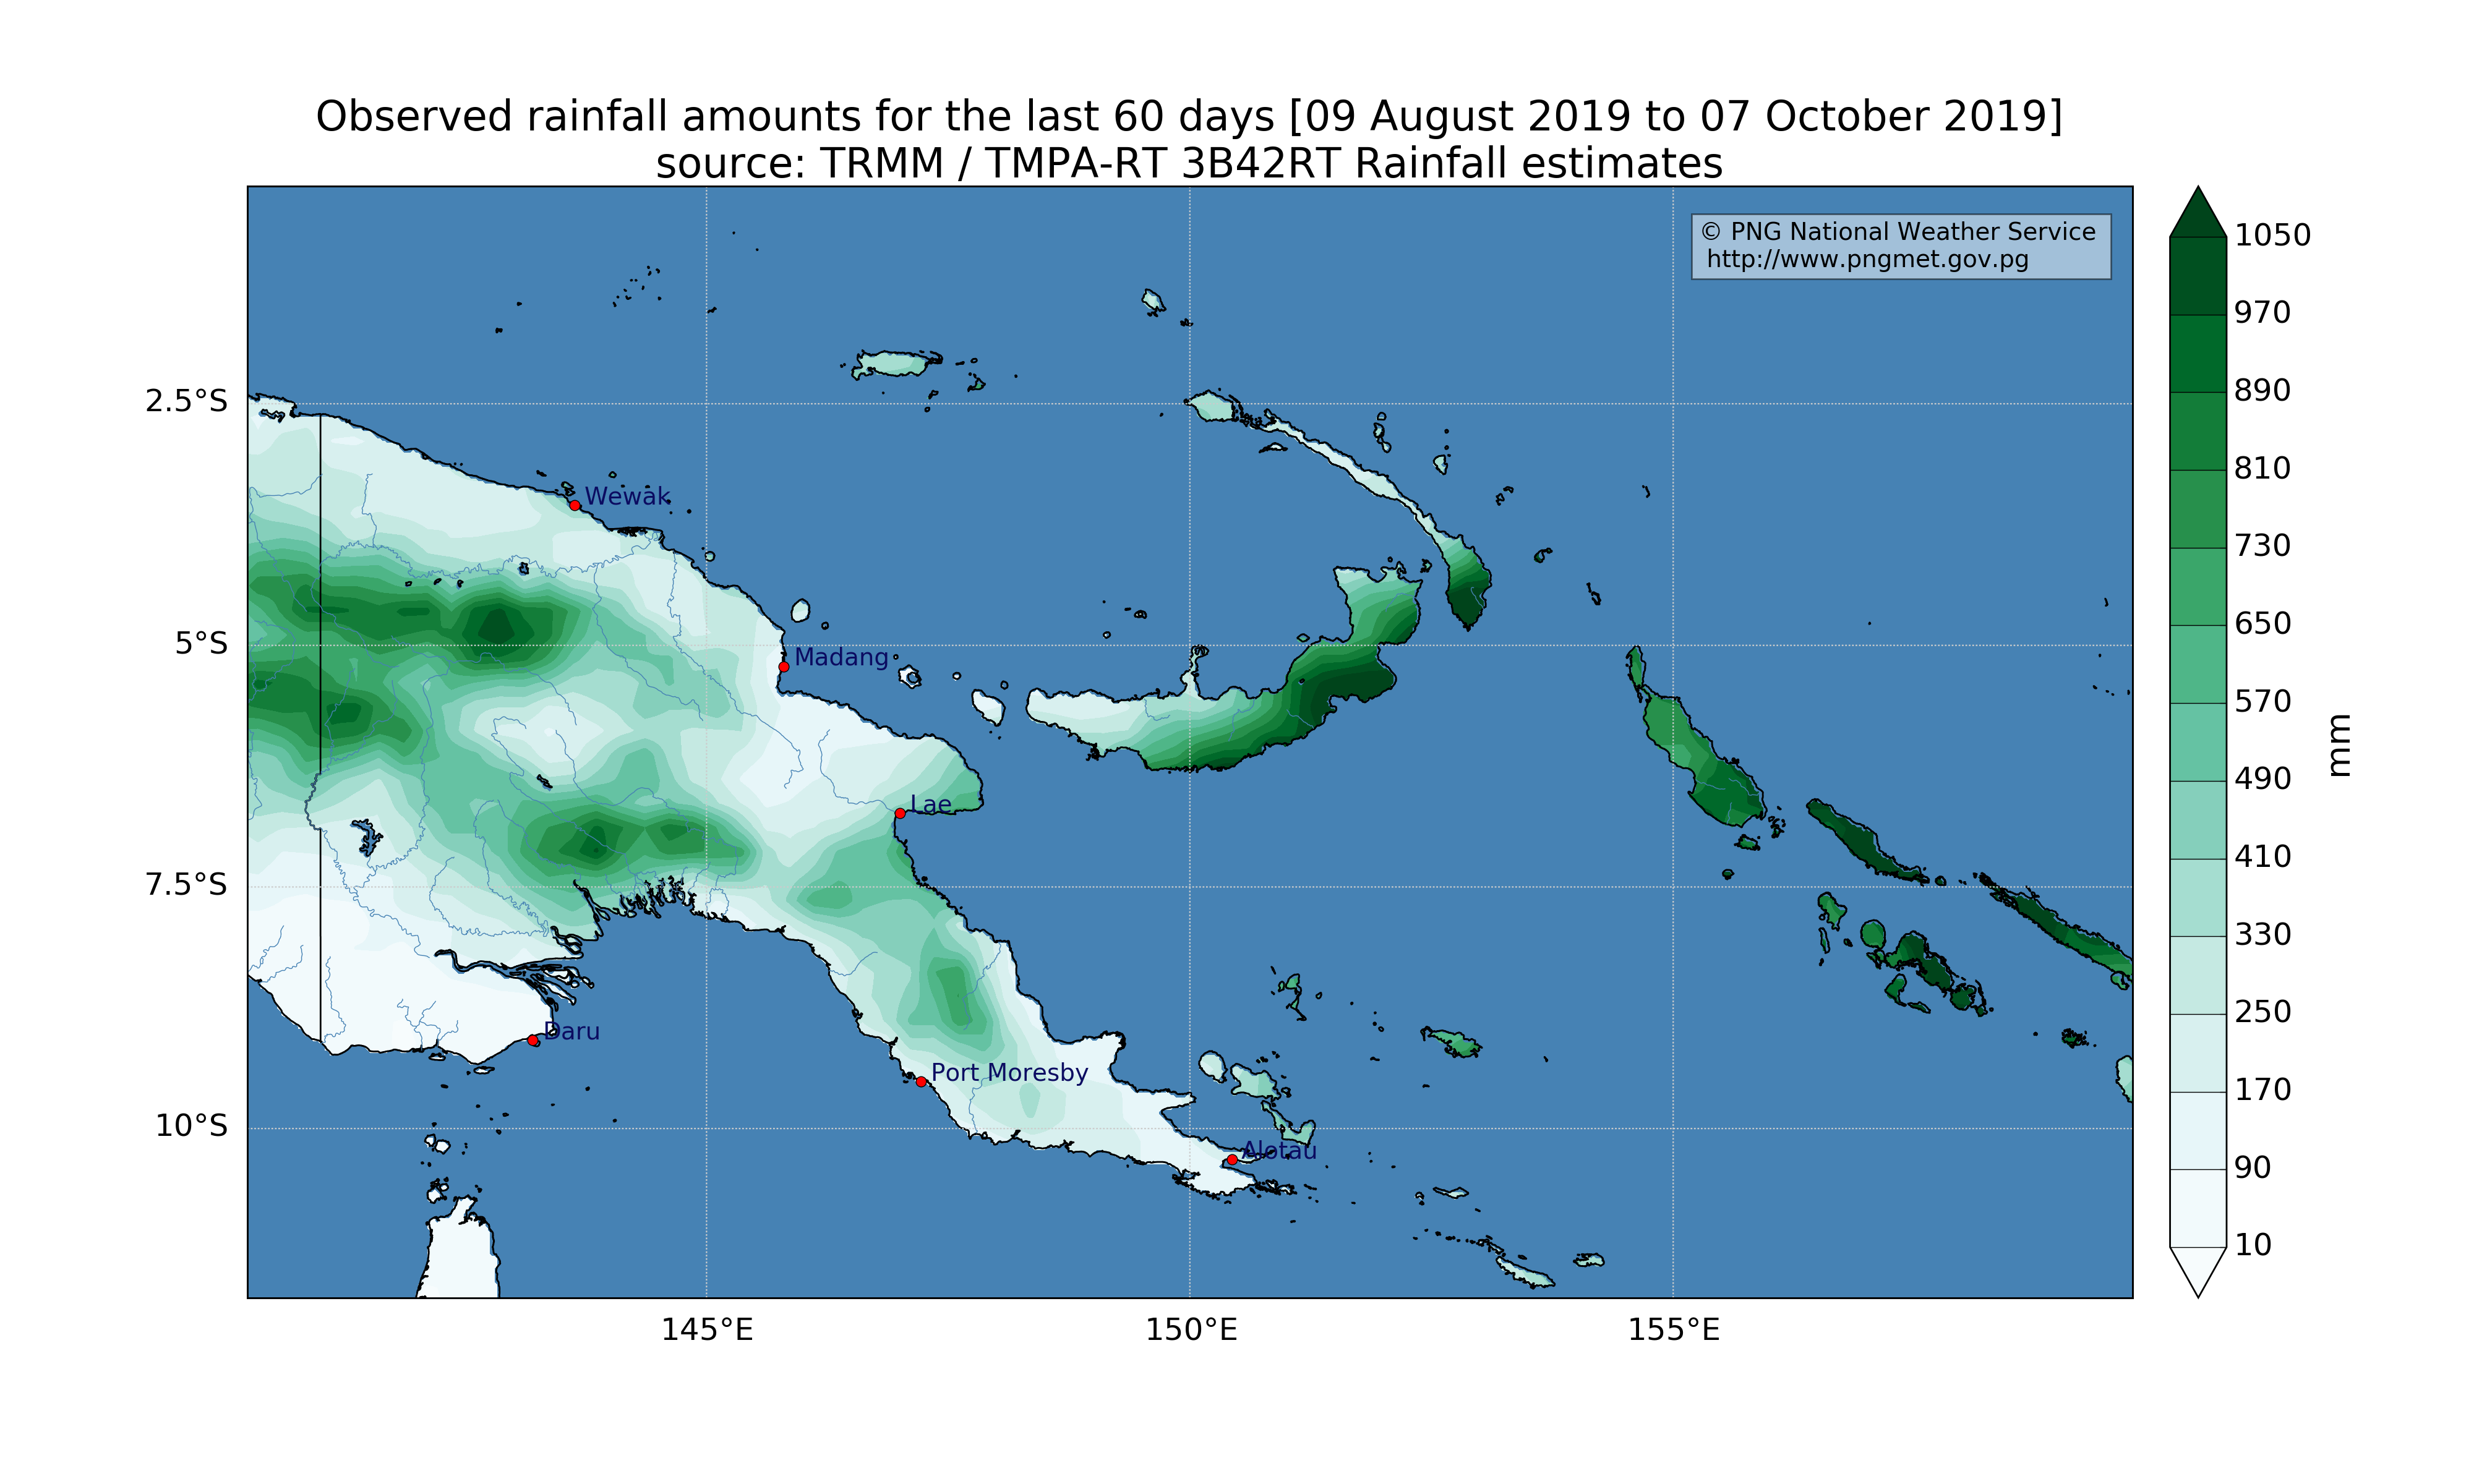 Observed rainfall amounts for the last 60 days [09 August 2019 to 07 October 2019]
source: TRMM / TMPA-RT 3B42RT Rainfall estimates
© PNG National Weather Service
http://www.pngmet.gov.pg
1050
970
890
810
730
650
570
490
410
330
250
170
90
10
mm
2.5°S
5°S
7.5°S
10°S
Wewak
Madang
Lae
Daru
Port Moresby
Alotau
145°E
150°E
155°E